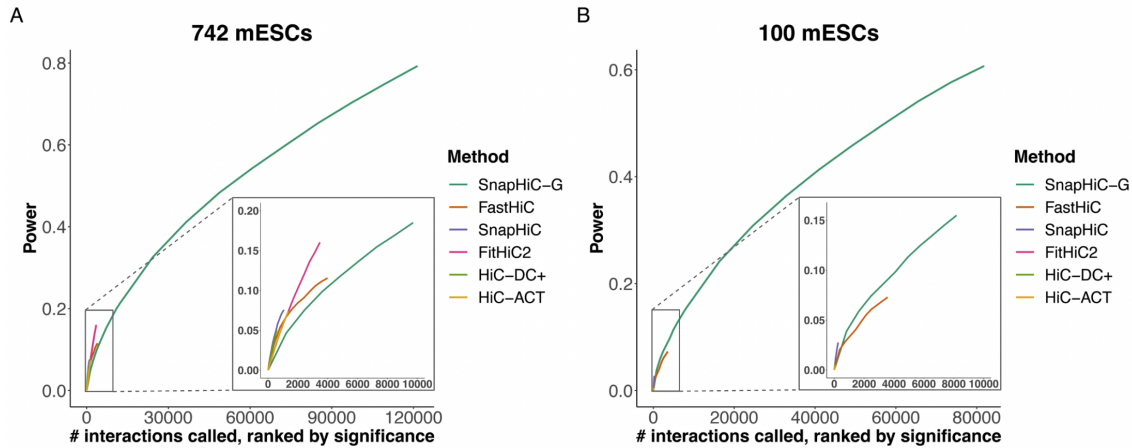 A
742 mESCs
0.8
0.6
0.4
0.2
0.0
Power
0.20
0.15
0.10
0.05
0.00
0 2000 4000 6000 8000 10000
0 30000 60000 90000 120000
# interactions called, ranked by significance
Method
SnapHiC-G
FastHiC
SnapHiC
FitHiC2
HiC-DC+
HiC-ACT
B
100 mESCs
0.6
0.4
0.2
0.0
Power
0.15
0.10
0.05
0.00
0 2000 4000 6000 8000 10000
0 20000 40000 60000 80000
# interactions called, ranked by significance
Method
SnapHiC-G
FastHiC
SnapHiC
FitHiC2
HiC-DC+
HiC-ACT